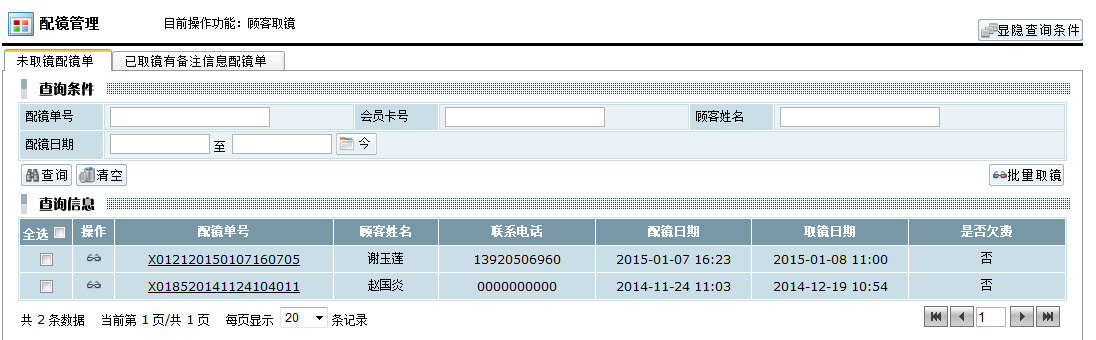 配镜管理 目前操作功能：顾客取镜
显隐查询条件
未取镜配镜单 已取镜有备注信息配镜单
查询条件
配镜单号 会员卡号 顾客姓名
配镜日期 至 今
查询 清空 批量取镜
查询信息
全选 操作 配镜单号 顾客姓名 联系电话 配镜日期 取镜日期 是否欠费
X012120150107160705 谢玉莲 13920506960 2015-01-07 16:23 2015-01-08 11:00 否
X018520141124104011 赵国炎 0000000000 2014-11-24 11:03 2014-12-19 10:54 否
共 2 条数据 当前第 1 页/共 1 页 每页显示 20 条记录 1